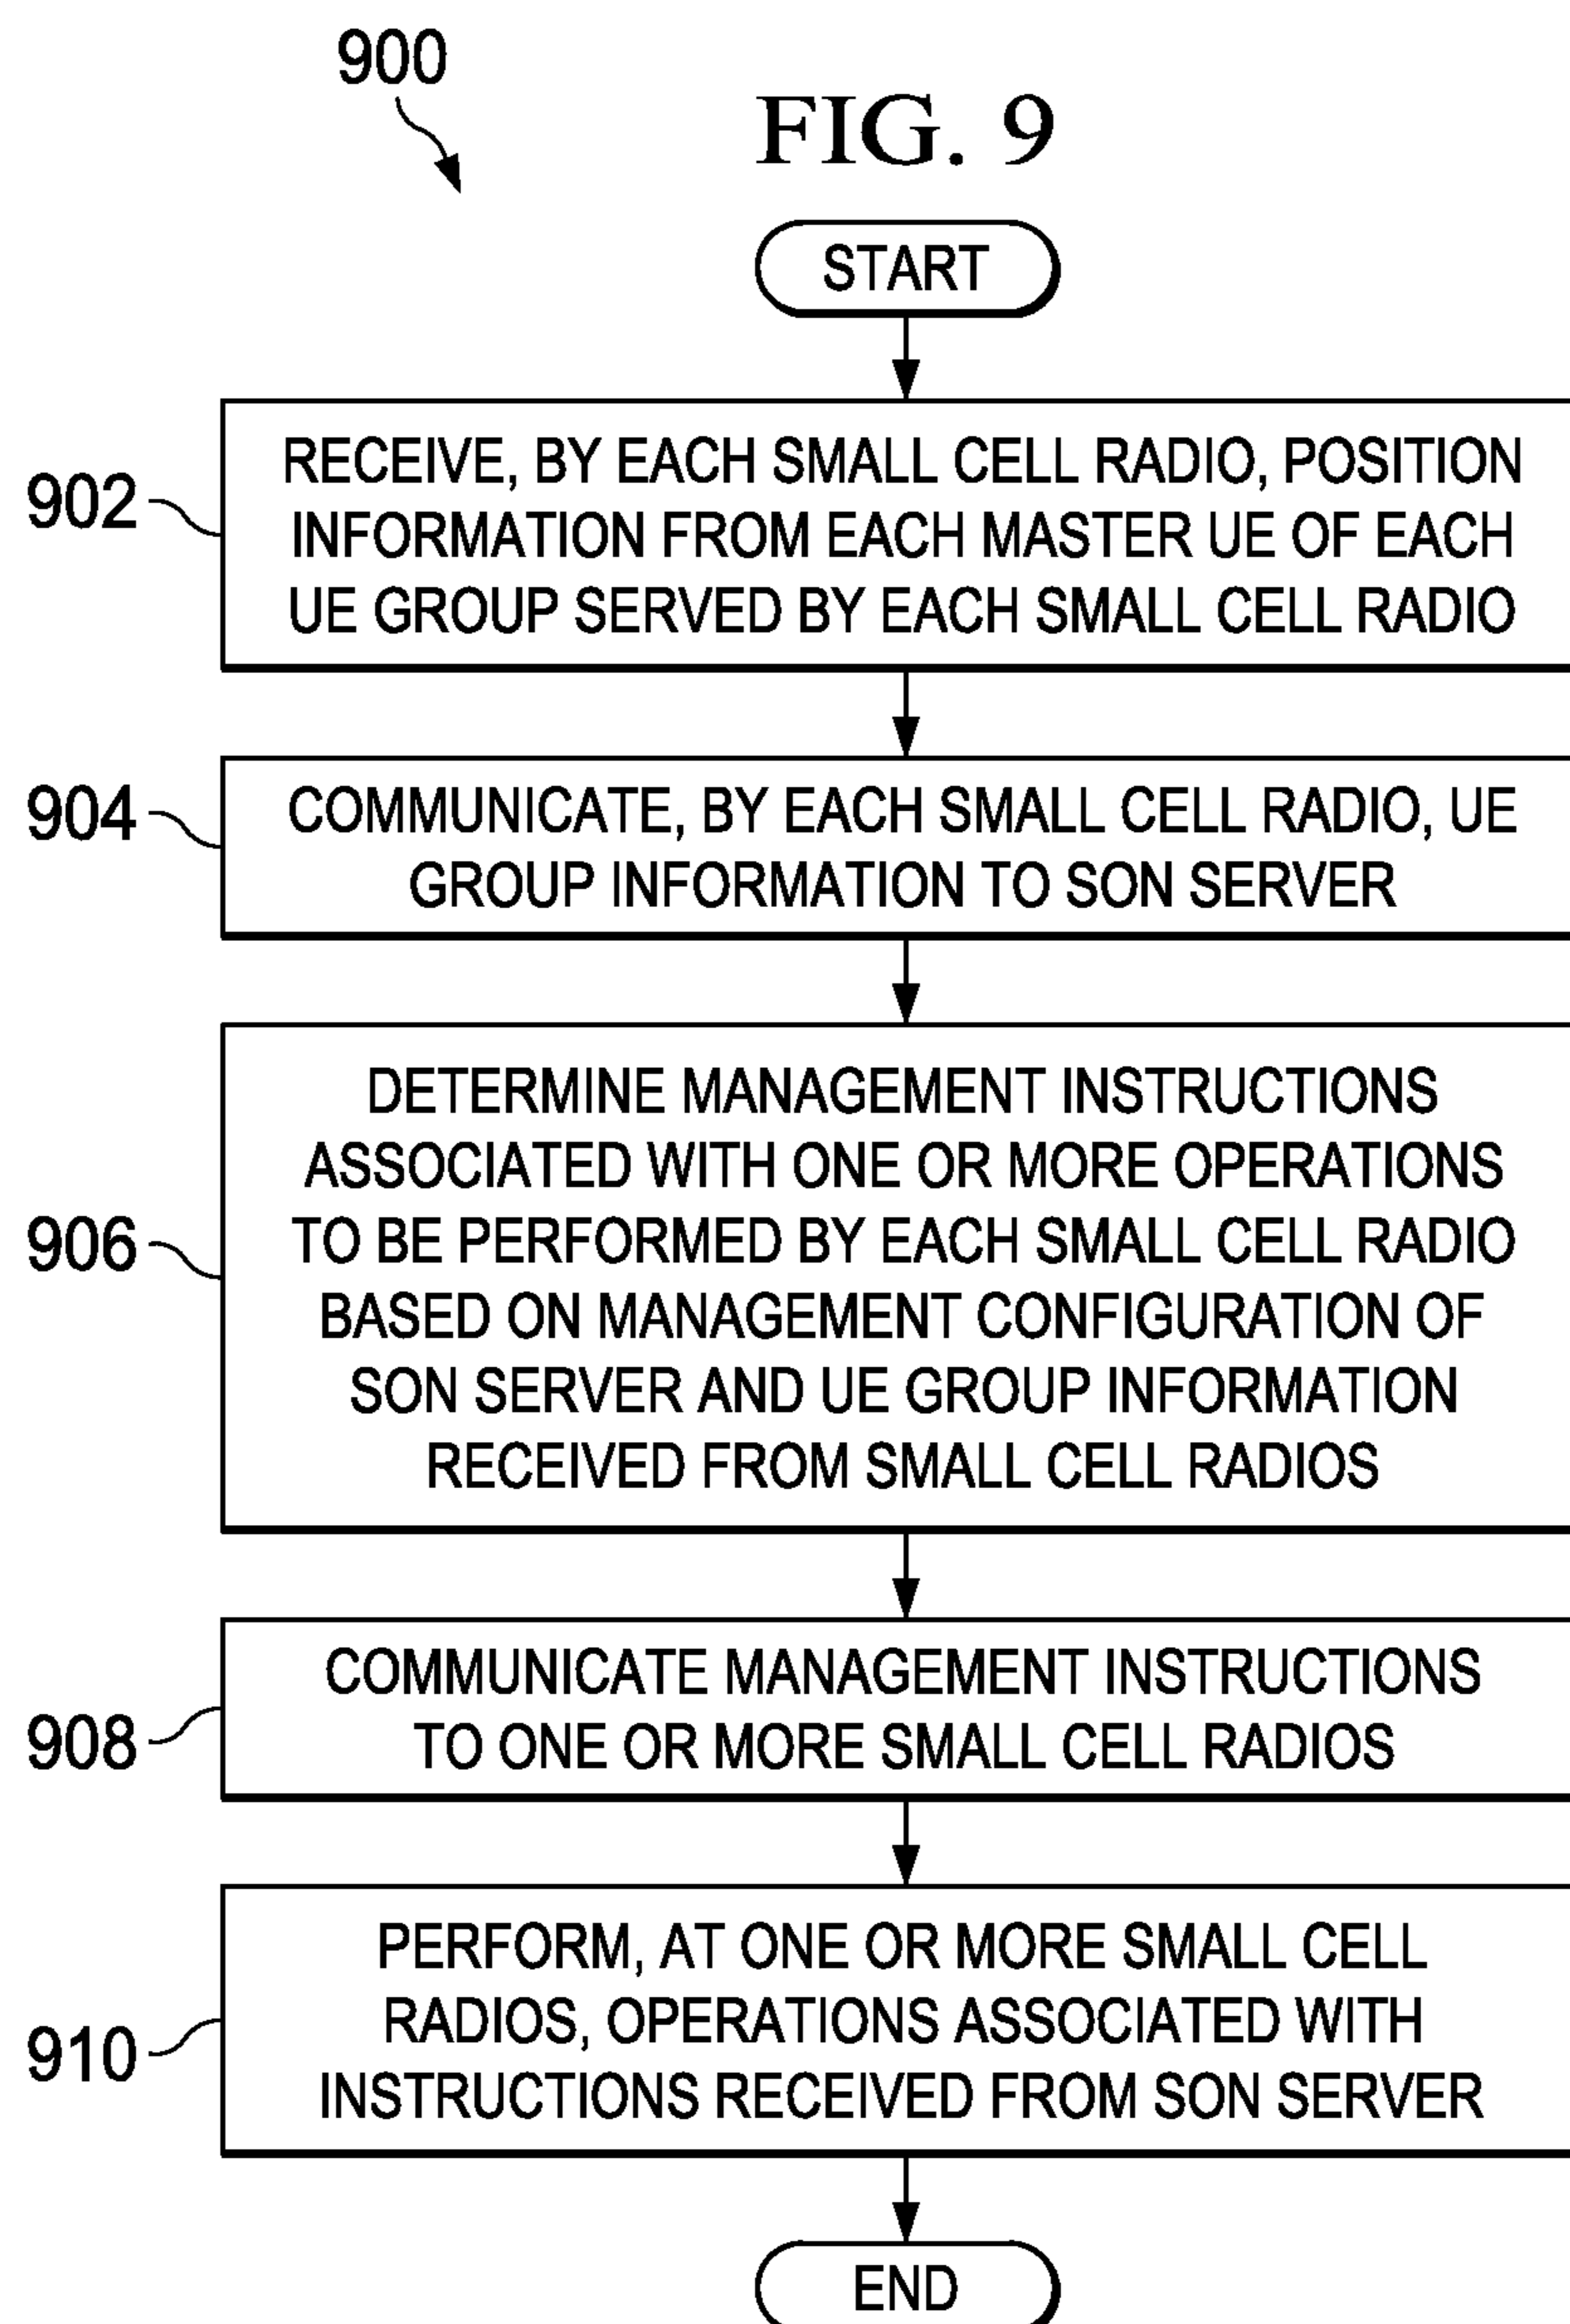 900
FIG. 9
START
902
RECEIVE, BY EACH SMALL CELL RADIO, POSITION
INFORMATION FROM EACH MASTER UE OF EACH
UE GROUP SERVED BY EACH SMALL CELL RADIO
904
COMMUNICATE, BY EACH SMALL CELL RADIO, UE
GROUP INFORMATION TO SON SERVER
906
DETERMINE MANAGEMENT INSTRUCTIONS
ASSOCIATED WITH ONE OR MORE OPERATIONS
TO BE PERFORMED BY EACH SMALL CELL RADIO
BASED ON MANAGEMENT CONFIGURATION OF
SON SERVER AND UE GROUP INFORMATION
RECEIVED FROM SMALL CELL RADIOS
908
COMMUNICATE MANAGEMENT INSTRUCTIONS
TO ONE OR MORE SMALL CELL RADIOS
910
PERFORM, AT ONE OR MORE SMALL CELL
RADIOS, OPERATIONS ASSOCIATED WITH
INSTRUCTIONS RECEIVED FROM SON SERVER
END